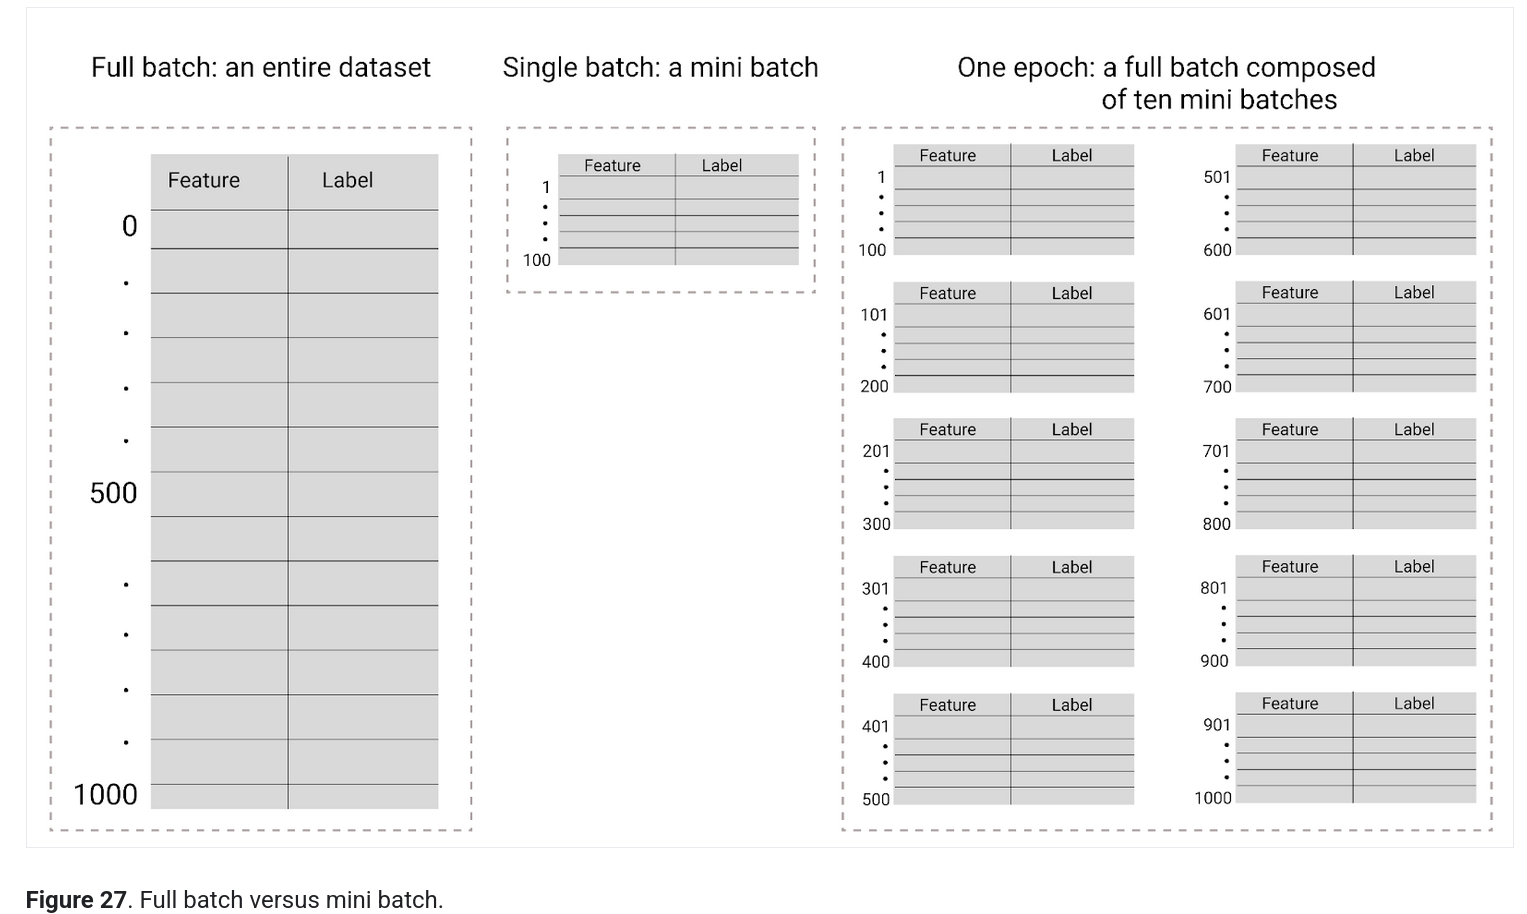 Full batch: an entire dataset
Feature Label
0
500
1000
Single batch: a mini batch
Feature Label
1
100
One epoch: a full batch composed
of ten mini batches
Feature Label
1
100
Feature Label
101
200
Feature Label
201
300
Feature Label
301
400
Feature Label
401
500
Feature Label
501
600
Feature Label
601
700
Feature Label
701
800
Feature Label
801
900
Feature Label
901
1000
Figure 27. Full batch versus mini batch.